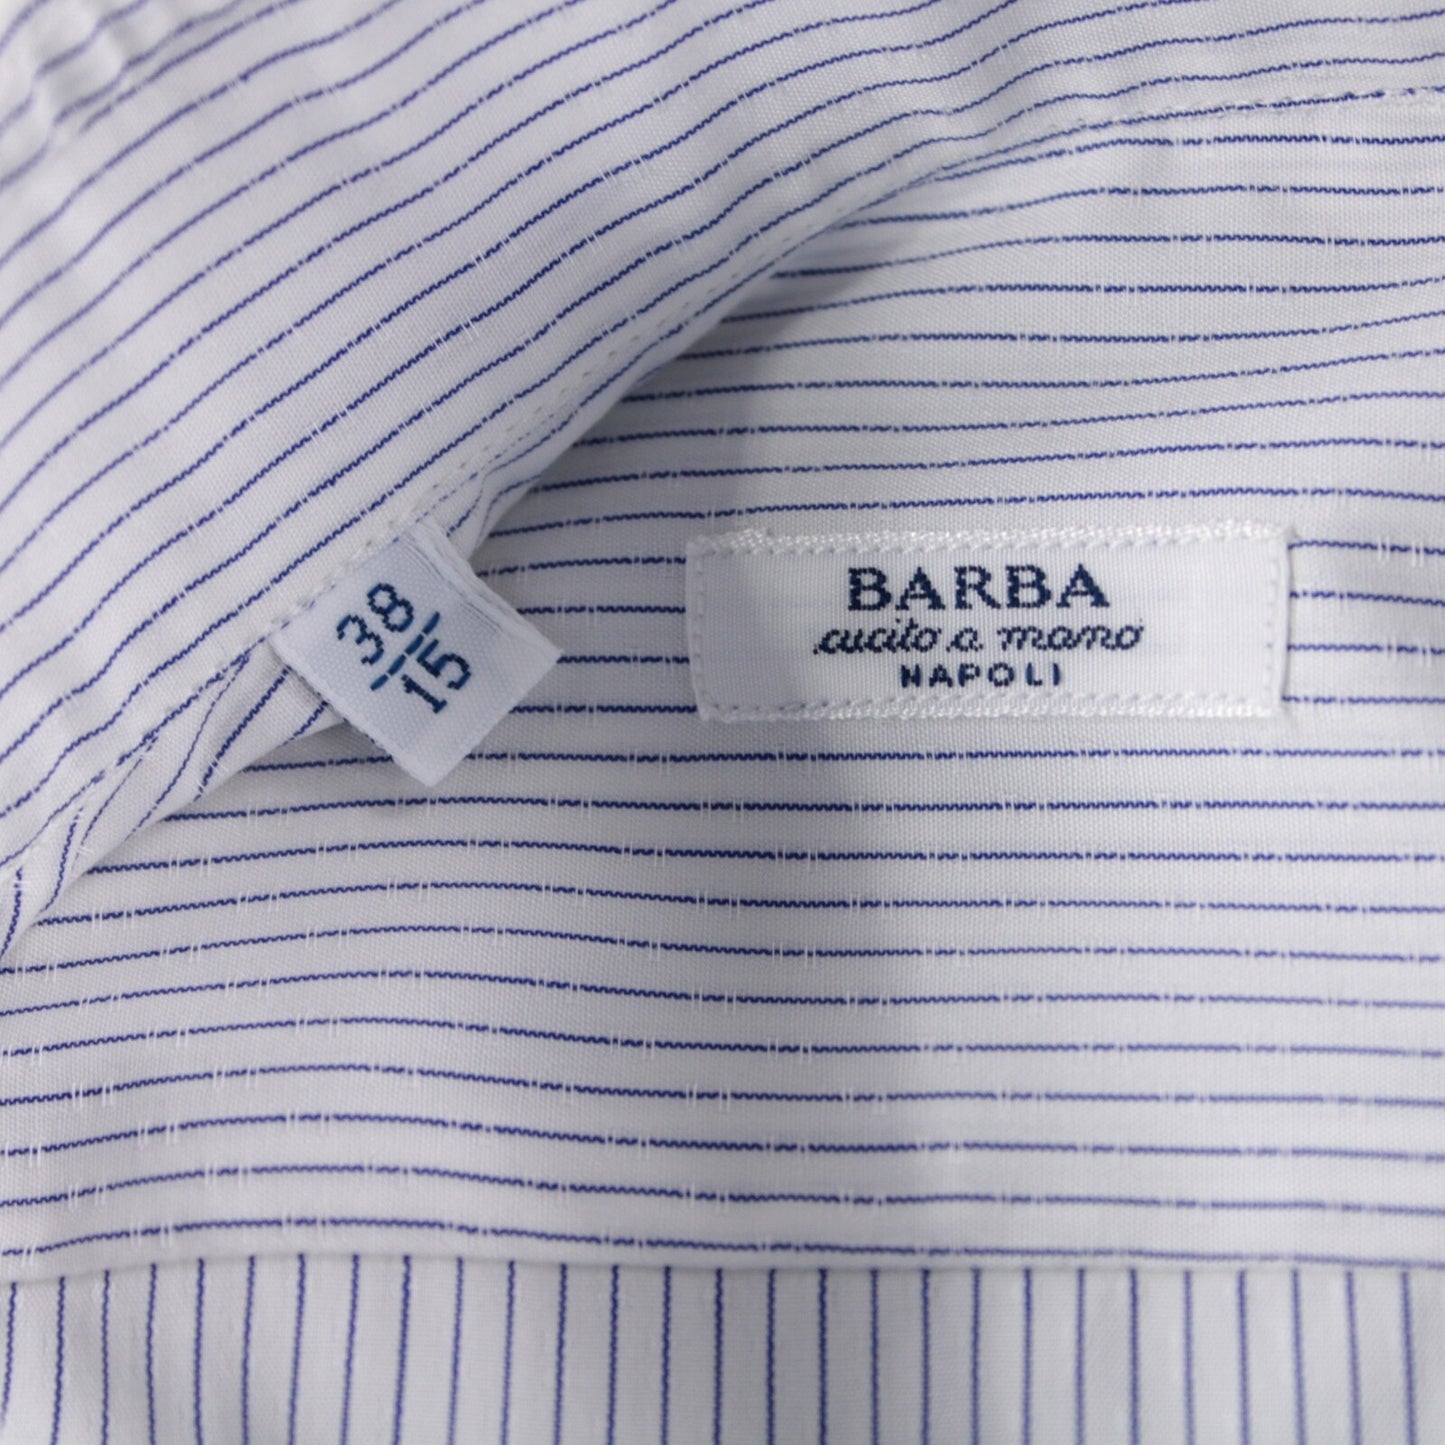 38
15
BARBA
cucito a mano
NAPOLI